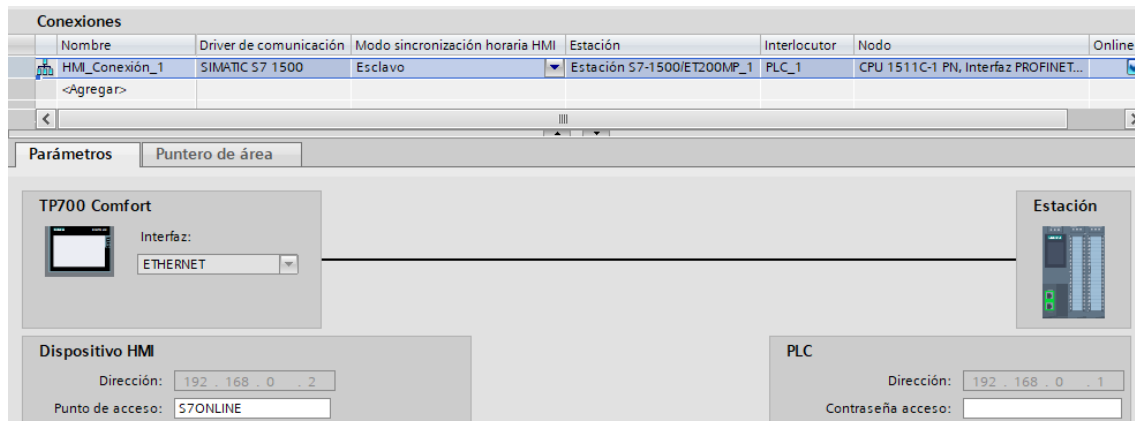 Conexiones
Nombre Driver de comunicación Modo sincronización horaria HMI Estación Interlocutor Nodo Online
HMI_Conexión_1 SIMATIC S7 1500 Esclavo Estación S7-1500/ET200MP_1 PLC_1 CPU 1511C-1 PN, Interfaz PROFINET...
<Agregar>
Parámetros Puntero de área
TP700 Comfort Estación
Interfaz:
ETHERNET
Dispositivo HMI PLC
Dirección: 192 . 168 . 0 . 2 Dirección: 192 . 168 . 0 . 1
Punto de acceso: S7ONLINE Contraseña acceso: